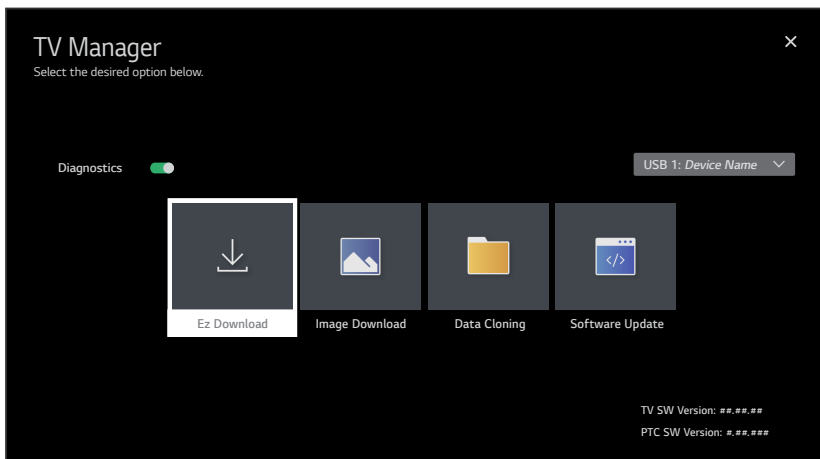 TV Manager
Select the desired option below.
Diagnostics
USB 1: Device Name
</>
Ez Download
Image Download
Data Cloning
Software Update
TV SW Version: ##.##.##
PTC SW Version: #.##.###